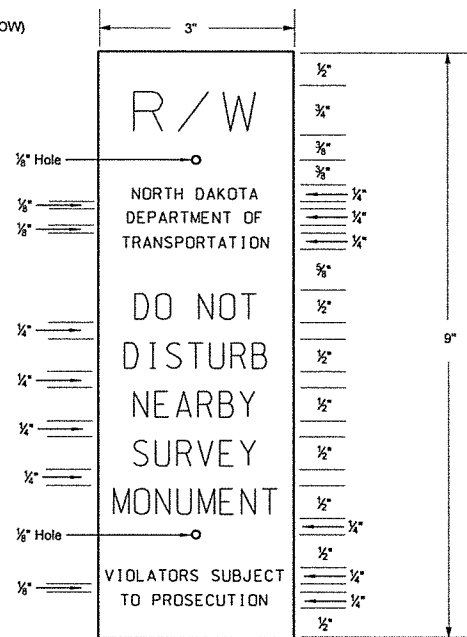 OW)
3"
R/W
1/2"
3/4"
3/8"
1/8" Hole
3/8"
NORTH DAKOTA
1/4"
1/8"
DEPARTMENT OF
1/4"
1/8"
TRANSPORTATION
1/4"
5/8"
DO NOT
1/2"
1/4"
DISTURB
1/2"
9"
1/4"
NEARBY
1/2"
1/4"
SURVEY
1/2"
1/4"
MONUMENT
1/2"
1/4"
1/8" Hole
1/2"
VIOLATORS SUBJECT
1/4"
1/8"
TO PROSECUTION
1/4"
1/2"